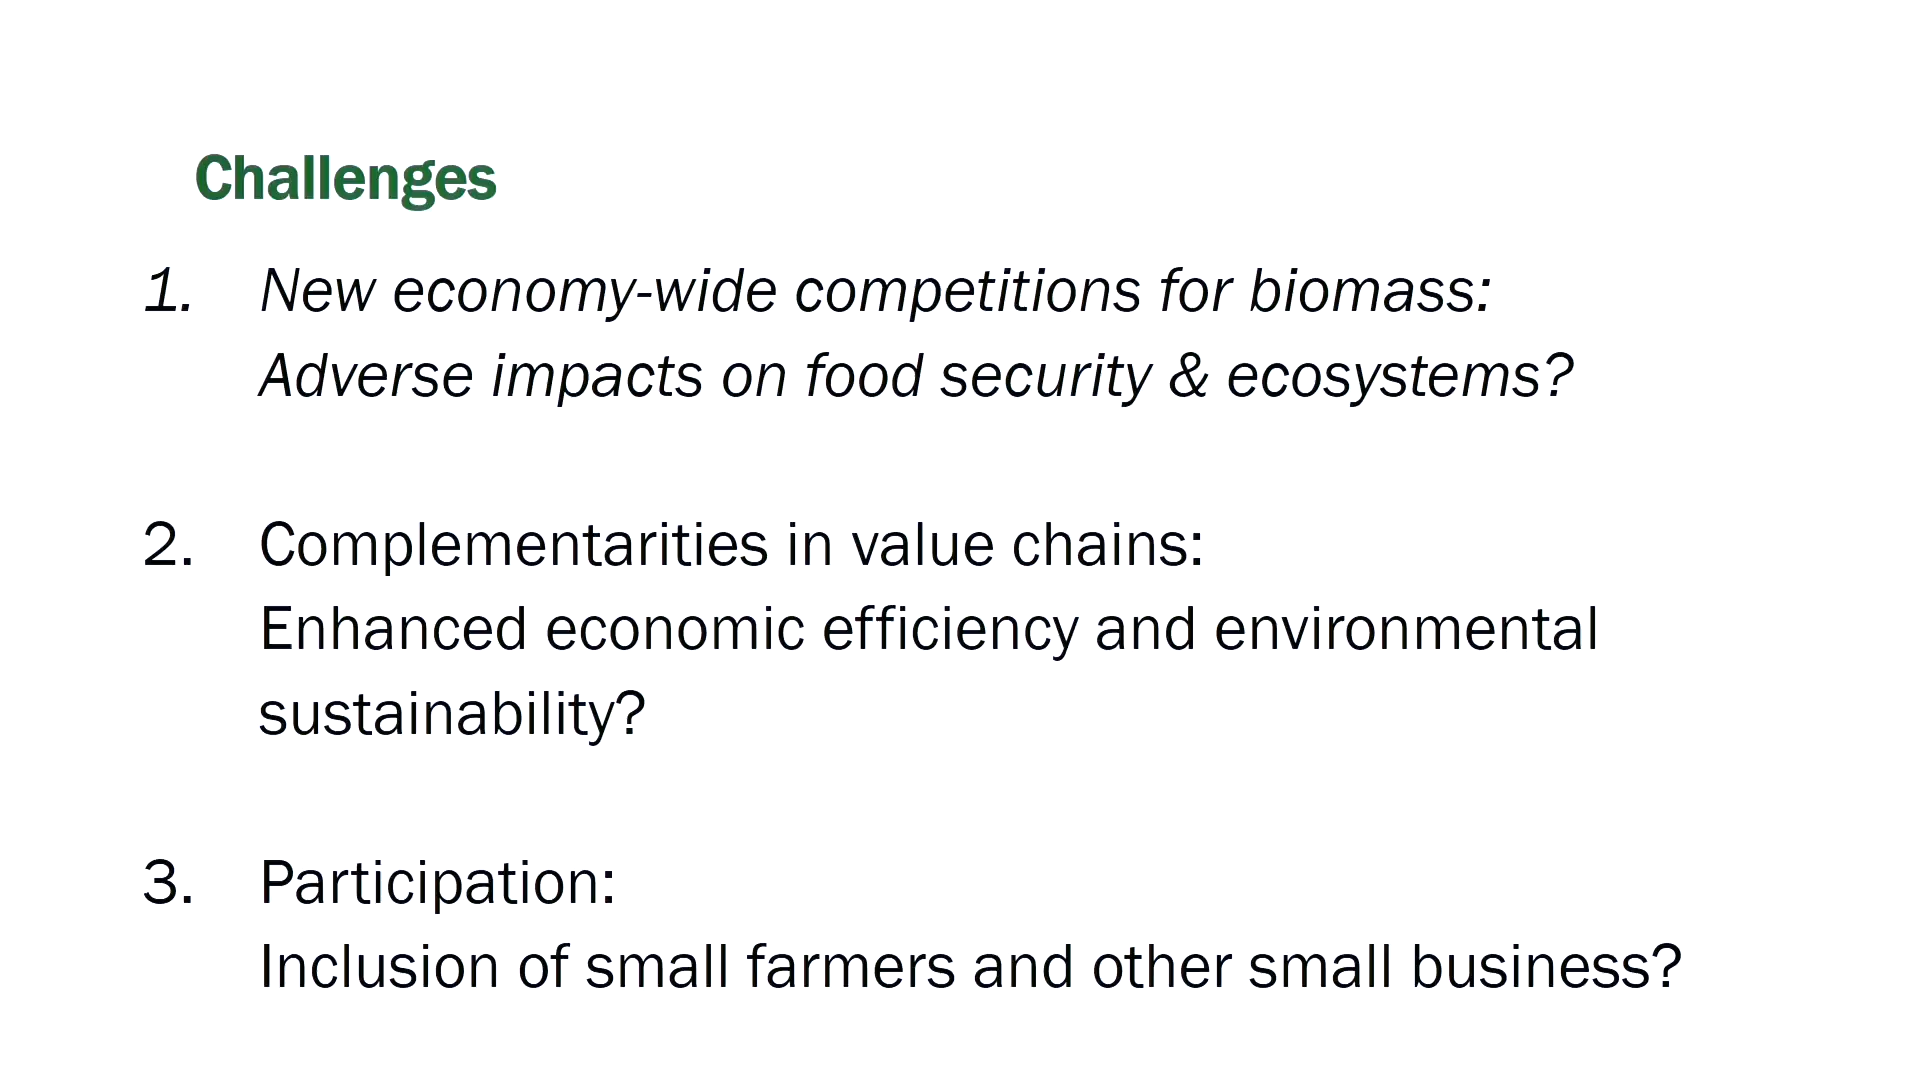 Challenges
1. New economy-wide competitions for biomass:
Adverse impacts on food security & ecosystems?
2. Complementarities in value chains:
Enhanced economic efficiency and environmental
sustainability?
3. Participation:
Inclusion of small farmers and other small business?